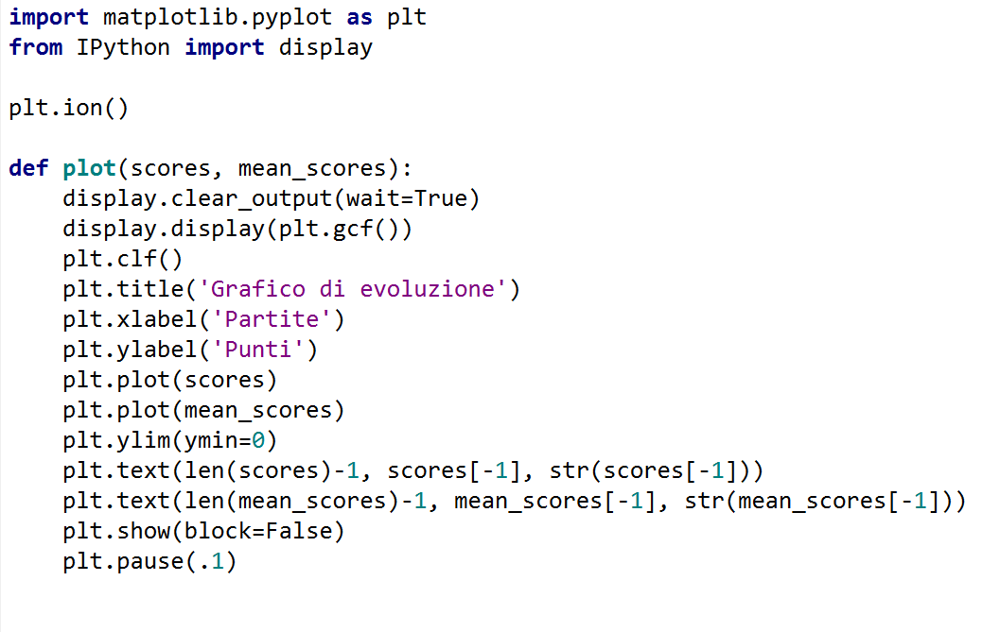 import matplotlib.pyplot as plt
from IPython import display

plt.ion()

def plot(scores, mean_scores):
    display.clear_output(wait=True)
    display.display(plt.gcf())
    plt.clf()
    plt.title('Grafico di evoluzione')
    plt.xlabel('Partite')
    plt.ylabel('Punti')
    plt.plot(scores)
    plt.plot(mean_scores)
    plt.ylim(ymin=0)
    plt.text(len(scores)-1, scores[-1], str(scores[-1]))
    plt.text(len(mean_scores)-1, mean_scores[-1], str(mean_scores[-1]))
    plt.show(block=False)
    plt.pause(.1)